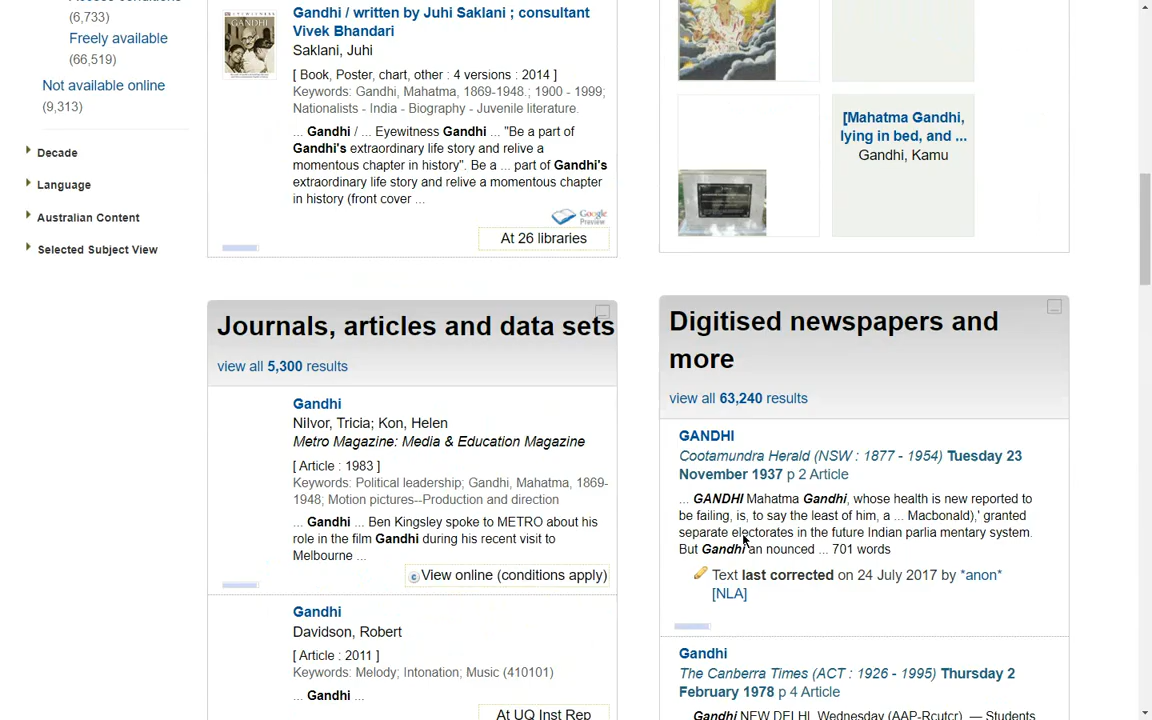 Access conditions
(6,733)
Freely available
(66,519)
Not available online
(9,313)
Decade
Language
Australian Content
Selected Subject View
Gandhi / written by Juhi Saklani ; consultant
Vivek Bhandari
Saklani, Juhi
[ Book, Poster, chart, other : 4 versions : 2014 ]
Keywords: Gandhi, Mahatma, 1869-1948.; 1900 - 1999;
Nationalists - India - Biography - Juvenile literature.
... Gandhi / ... Eyewitness Gandhi ... "Be a part of
Gandhi's extraordinary life story and relive a
momentous chapter in history". Be a ... part of Gandhi's
extraordinary life story and relive a momentous chapter
in history (front cover ...
Google
Preview
At 26 libraries
GANDHI
[Mahatma Gandhi,
lying in bed, and ...
Gandhi, Kamu
Journals, articles and data sets
view all 5,300 results
Gandhi
Nilvor, Tricia; Kon, Helen
Metro Magazine: Media & Education Magazine
[ Article : 1983 ]
Keywords: Political leadership; Gandhi, Mahatma, 1869-
1948; Motion pictures--Production and direction
... Gandhi ... Ben Kingsley spoke to METRO about his
role in the film Gandhi during his recent visit to
Melbourne ...
View online (conditions apply)
Gandhi
Davidson, Robert
[ Article : 2011 ]
Keywords: Melody; Intonation; Music (410101)
... Gandhi ...
At UQ Inst Rep
Digitised newspapers and
more
view all 63,240 results
GANDHI
Cootamundra Herald (NSW : 1877 - 1954) Tuesday 23
November 1937 p 2 Article
... GANDHI Mahatma Gandhi, whose health is new reported to
be failing, is, to say the least of him, a ... Macbonald),' granted
separate electorates in the future Indian parlia mentary system.
But Gandhi an nounced ... 701 words
Text last corrected on 24 July 2017 by *anon*
[NLA]
Gandhi
The Canberra Times (ACT : 1926 - 1995) Thursday 2
February 1978 p 4 Article
Gandhi NEW DELHI, Wednesday (AAP-Rcutcr). — Students